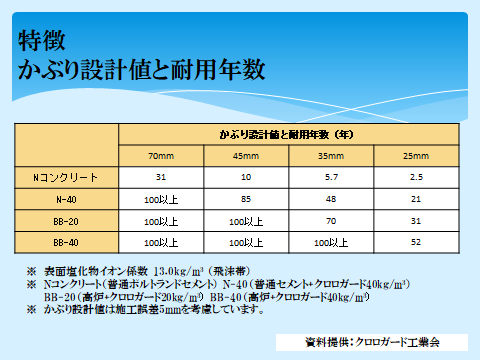 特徴
かぶり設計値と耐用年数
かぶり設計値と耐用年数（年）
70mm 45mm 35mm 25mm
Nコンクリート 31 10 5.7 2.5
N-40 100以上 85 48 21
BB-20 100以上 100以上 70 31
BB-40 100以上 100以上 100以上 52
※ 表面塩化物イオン係数 13.0kg/m³ （飛沫帯）
※ Nコンクリート（普通ポルトランドセメント） N-40（普通セメント+クロロガード40kg/m³）
BB-20（高炉+クロロガード20kg/m³） BB-40（高炉+クロロガード40kg/m³）
※ かぶり設計値は施工誤差5mmを考慮しています。
資料提供：クロロガード工業会